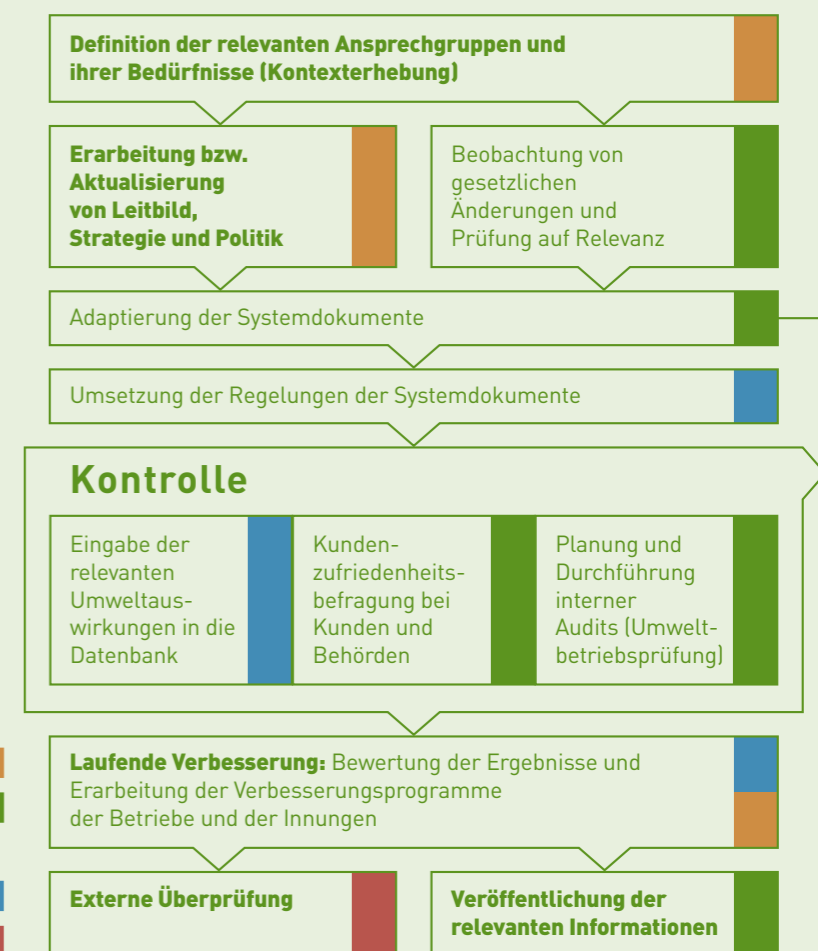 Definition der relevanten Ansprechgruppen und
ihrer Bedürfnisse (Kontexterhebung)
Erarbeitung bzw.
Aktualisierung
von Leitbild,
Strategie und Politik
Beobachtung von
gesetzlichen
Änderungen und
Prüfung auf Relevanz
Adaptierung der Systemdokumente
Umsetzung der Regelungen der Systemdokumente
Kontrolle
Eingabe der
relevanten
Umweltaus-
wirkungen in die
Datenbank
Kunden-
zufriedenheits-
befragung bei
Kunden und
Behörden
Planung und
Durchführung
interner
Audits (Umwelt-
betriebsprüfung)
Laufende Verbesserung: Bewertung der Ergebnisse und
Erarbeitung der Verbesserungsprogramme
der Betriebe und der Innungen
Externe Überprüfung
Veröffentlichung der
relevanten Informationen